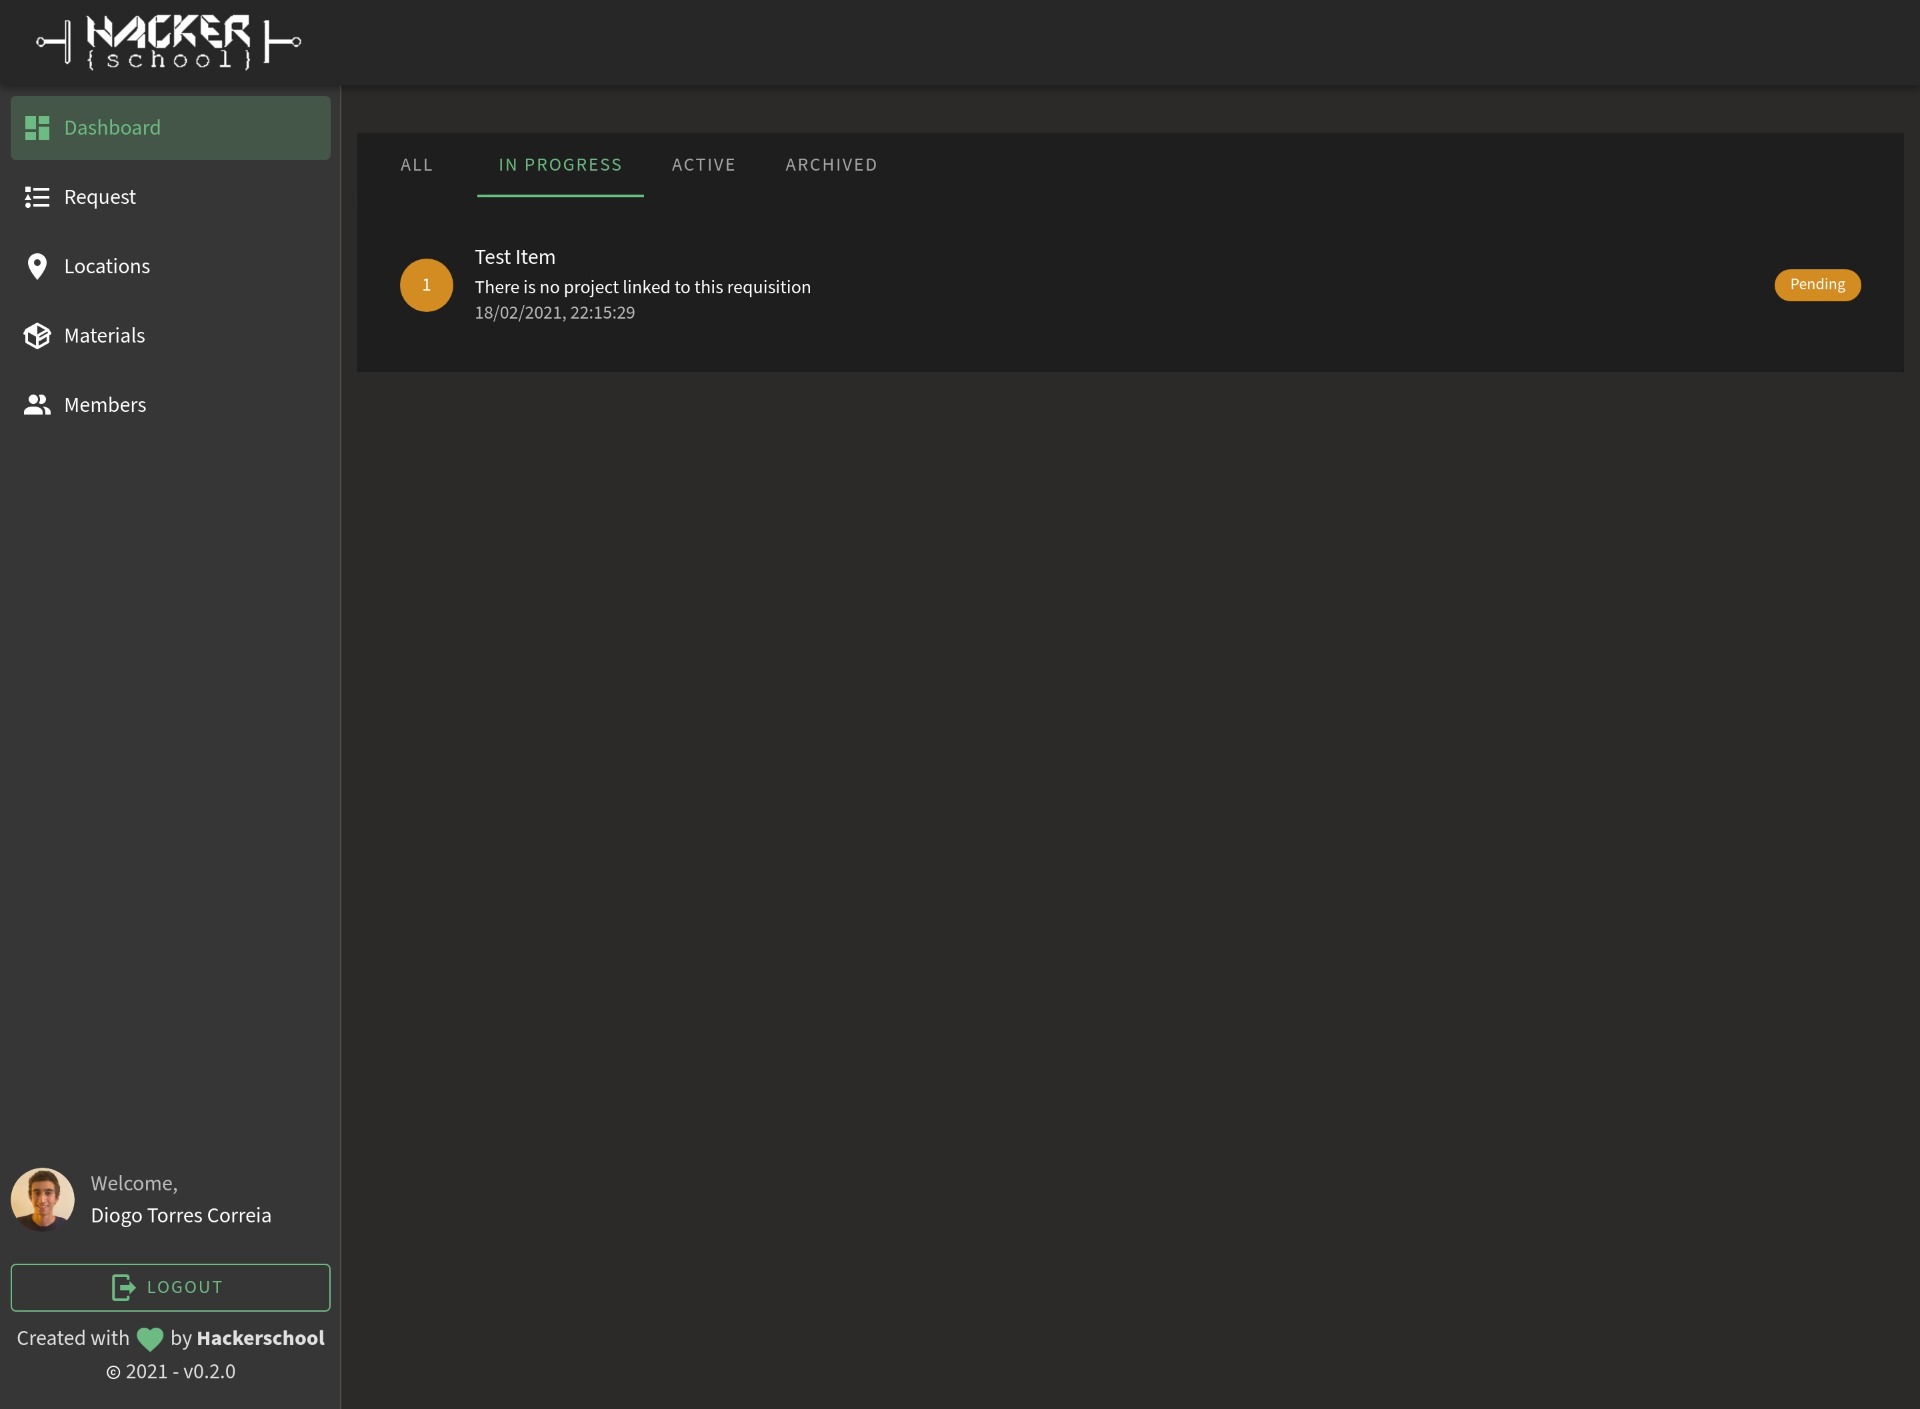 HACKER
{school}
Dashboard
Request
Locations
Materials
Members
ALL
IN PROGRESS
ACTIVE
ARCHIVED
1
Test Item
There is no project linked to this requisition
18/02/2021, 22:15:29
Pending
Welcome,
Diogo Torres Correia
LOGOUT
Created with by Hackerschool
© 2021 - v0.2.0